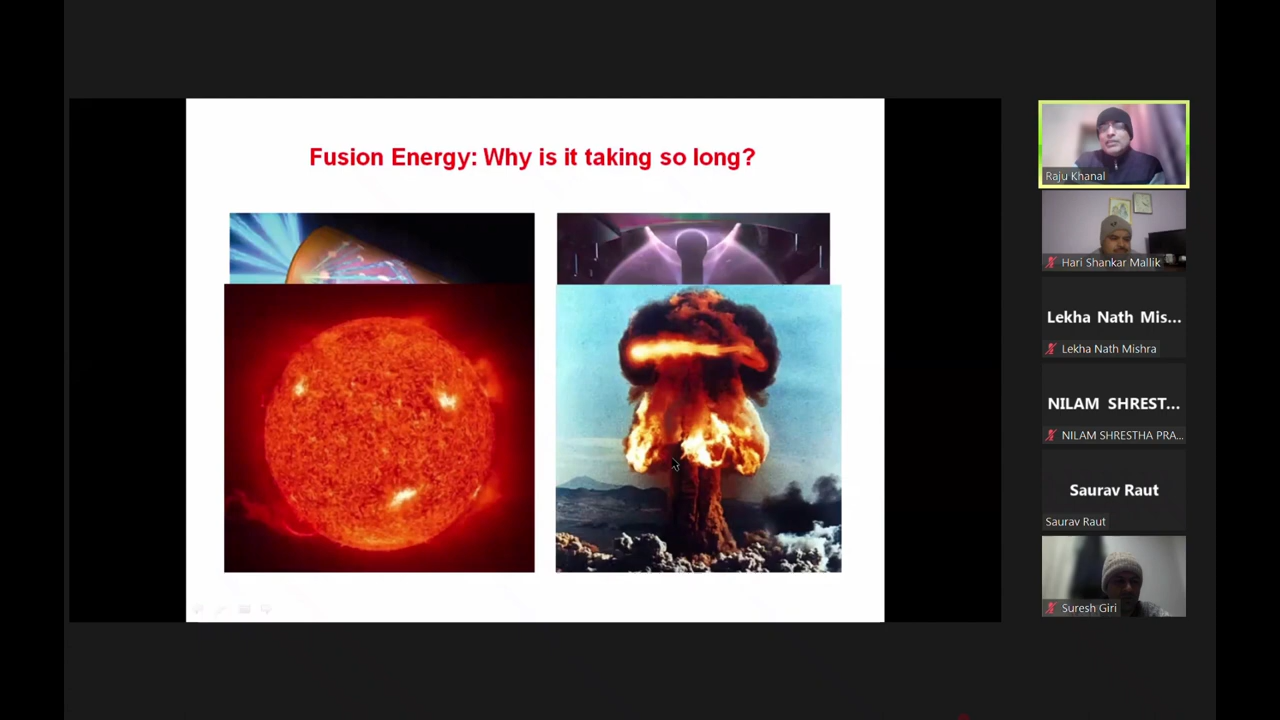 Fusion Energy: Why is it taking so long?
Raju Khanal
Hari Shankar Mallik
Lekha Nath Mis...
Lekha Nath Mishra
NILAM SHREST...
NILAM SHRESTHA PRA...
Saurav Raut
Saurav Raut
Suresh Giri